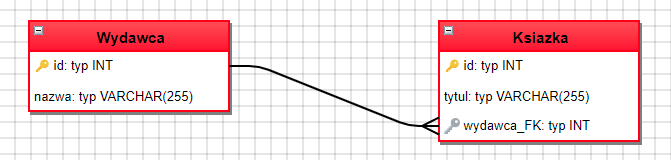 Wydawca
id: typ INT
nazwa: typ VARCHAR(255)
Ksiazka
id: typ INT
tytul: typ VARCHAR(255)
wydawca_FK: typ INT